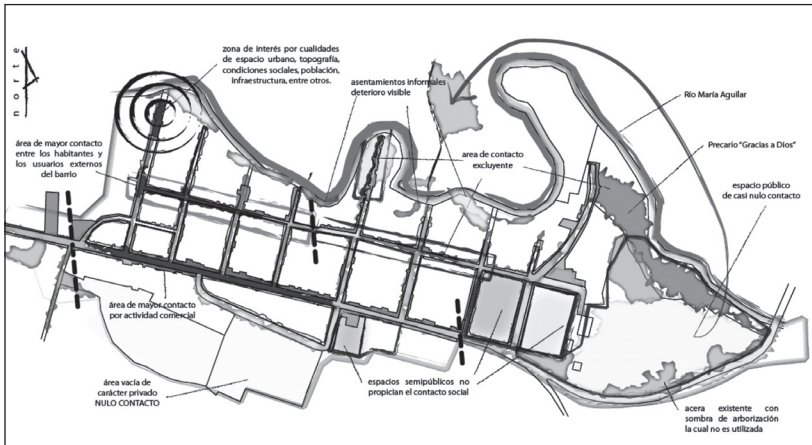 norte
zona de interés por cualidades
de espacio urbano, topografía,
condiciones sociales, población,
infraestructura, entre otros.
asentamientos informales
deterioro visible
Río María Aguilar
área de mayor contacto
entre los habitantes y
los usuarios externos
del barrio
area de contacto
excluyente
Precario "Gracias a Dios"
espacio público
de casi nulo contacto
área de mayor contacto
por actividad comercial
área vacía de
carácter privado
NULO CONTACTO
espacios semipúblicos no
propician el contacto social
acera existente con
sombra de arborización
la cual no es utilizada